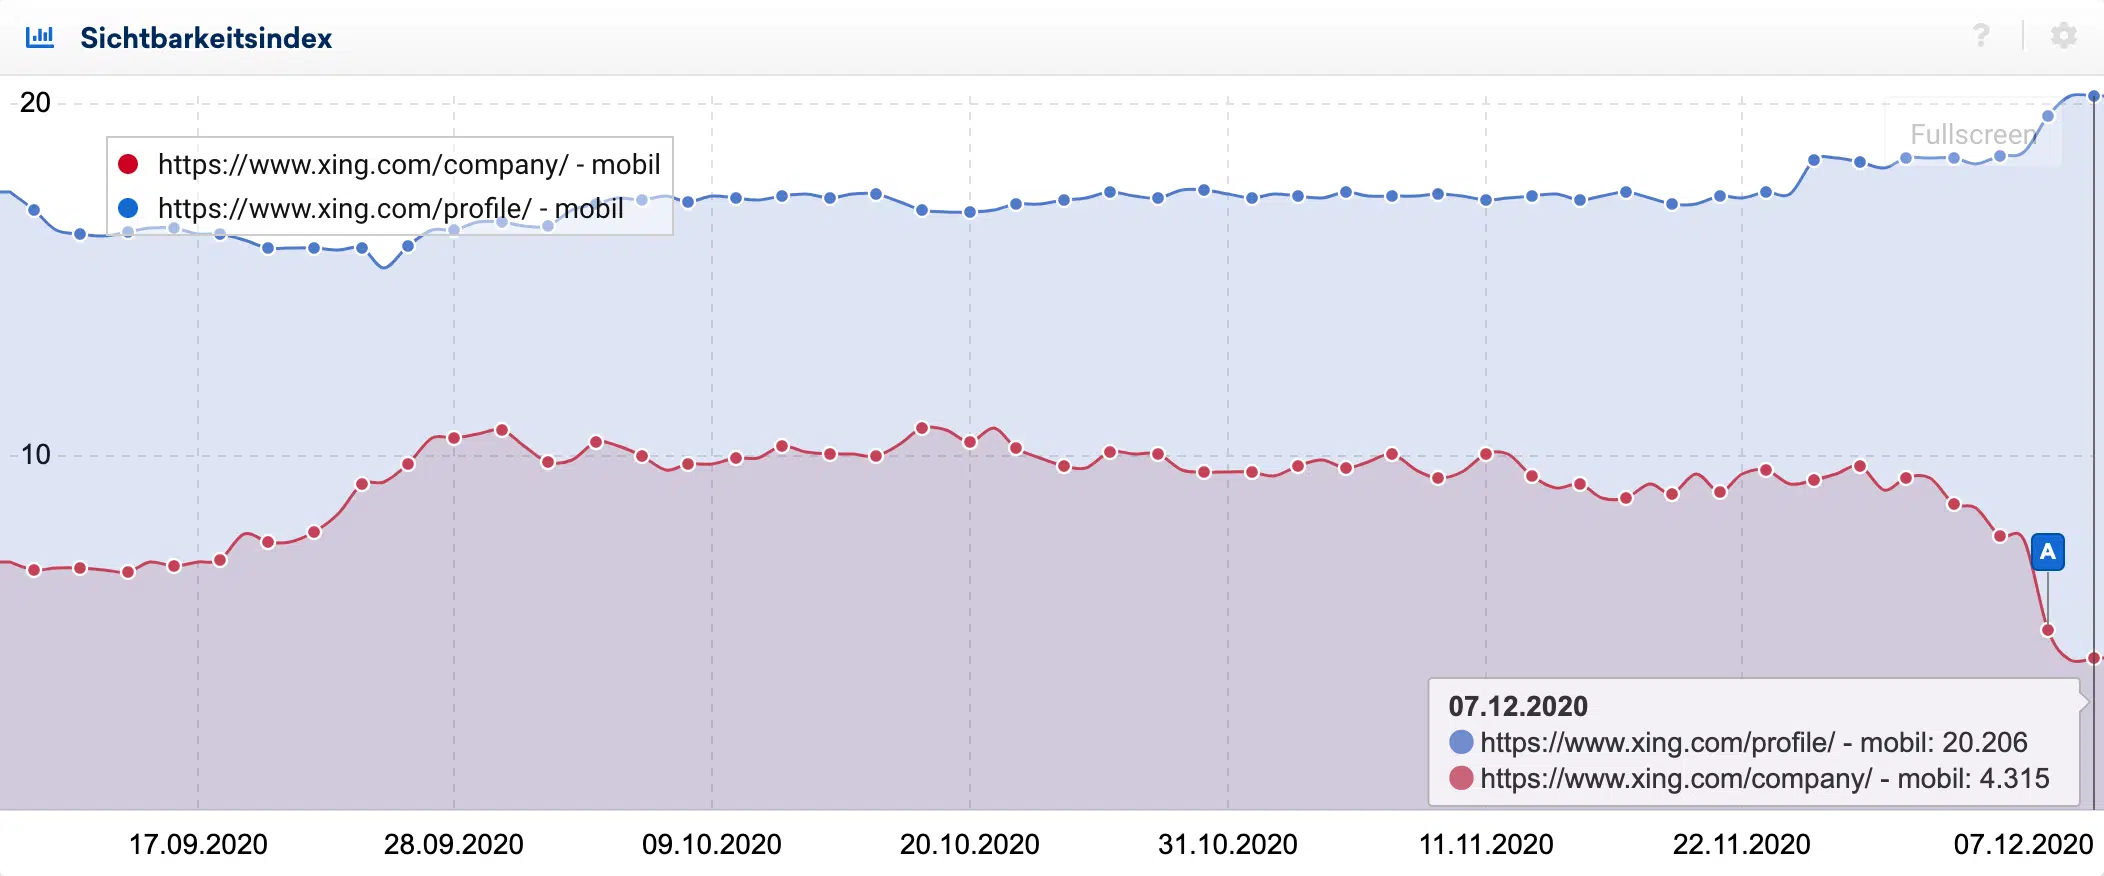 Sichtbarkeitsindex
?
20
Fullscreen
https://www.xing.com/company/ - mobil
https://www.xing.com/profile/ - mobil
10
A
07.12.2020
https://www.xing.com/profile/ - mobil: 20.206
https://www.xing.com/company/ - mobil: 4.315
17.09.2020
28.09.2020
09.10.2020
20.10.2020
31.10.2020
11.11.2020
22.11.2020
07.12.2020